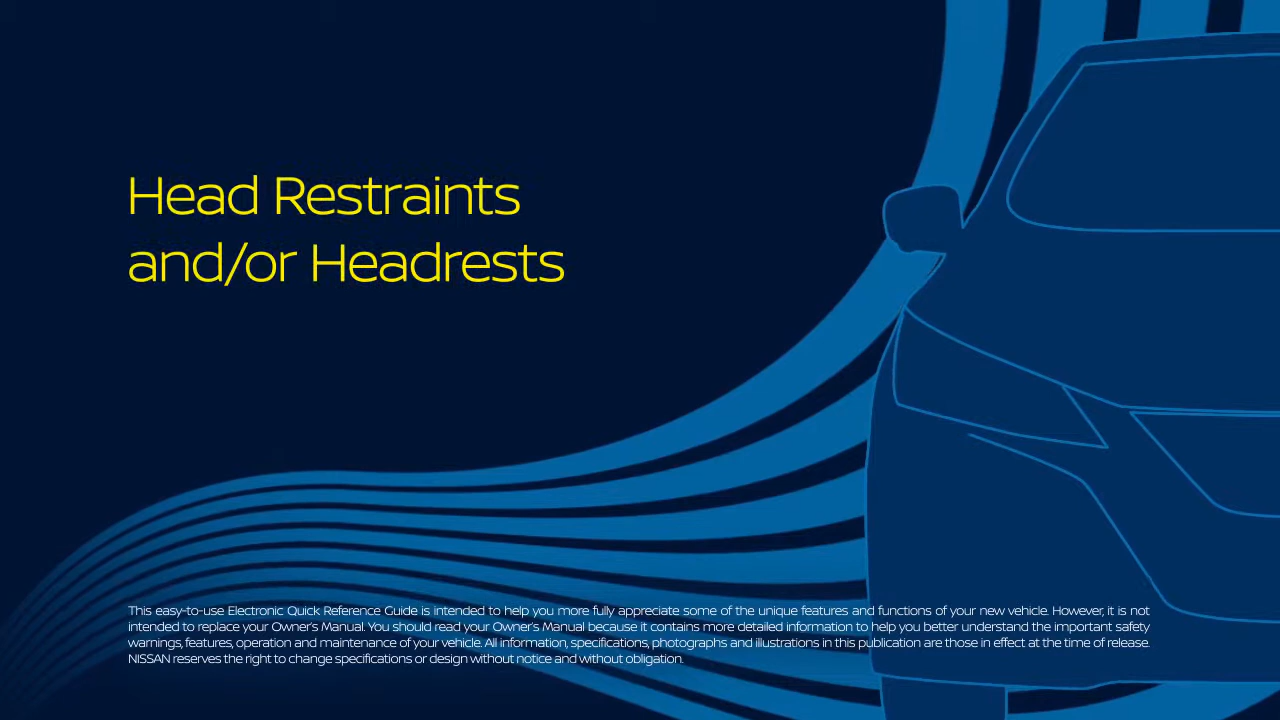 Head Restraints
and/or Headrests
This easy-to-use Electronic Quick Reference Guide is intended to help you more fully appreciate some of the unique features and functions of your new vehicle. However, it is not
intended to replace your Owner's Manual. You should read your Owner's Manual because it contains more detailed information to help you better understand the important safety
warnings, features, operation and maintenance of your vehicle. All information, specifications, photographs and illustrations in this publication are those in effect at the time of release.
NISSAN reserves the right to change specifications or design without notice and without obligation.